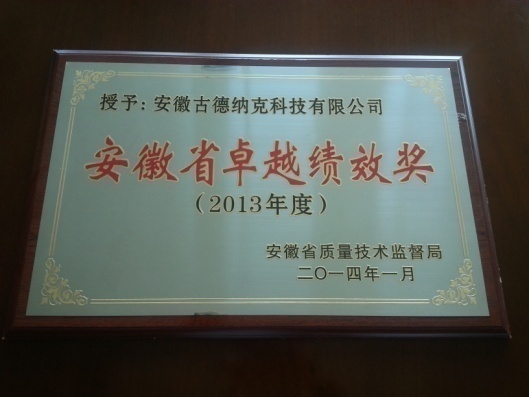 授予：安徽古德纳克科技有限公司
安徽省卓越绩效奖
（2013年度）
安徽省质量技术监督局
二〇一四年一月